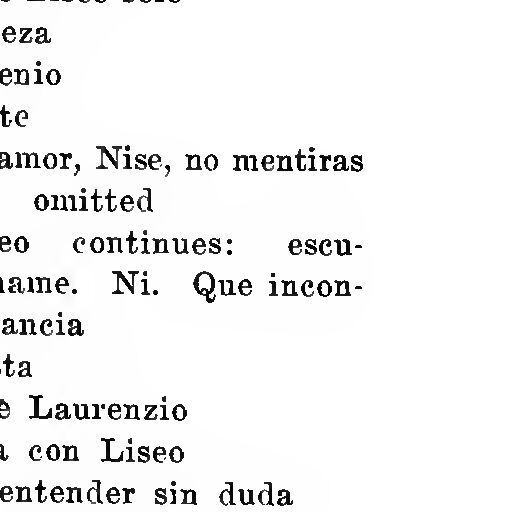 eza
enio
te
amor, Nise, no mentiras
omitted
eo continues: escu-
name. Ni. Que incon-
ancia
ta
e Laurenzio
a con Liseo
entender sin duda